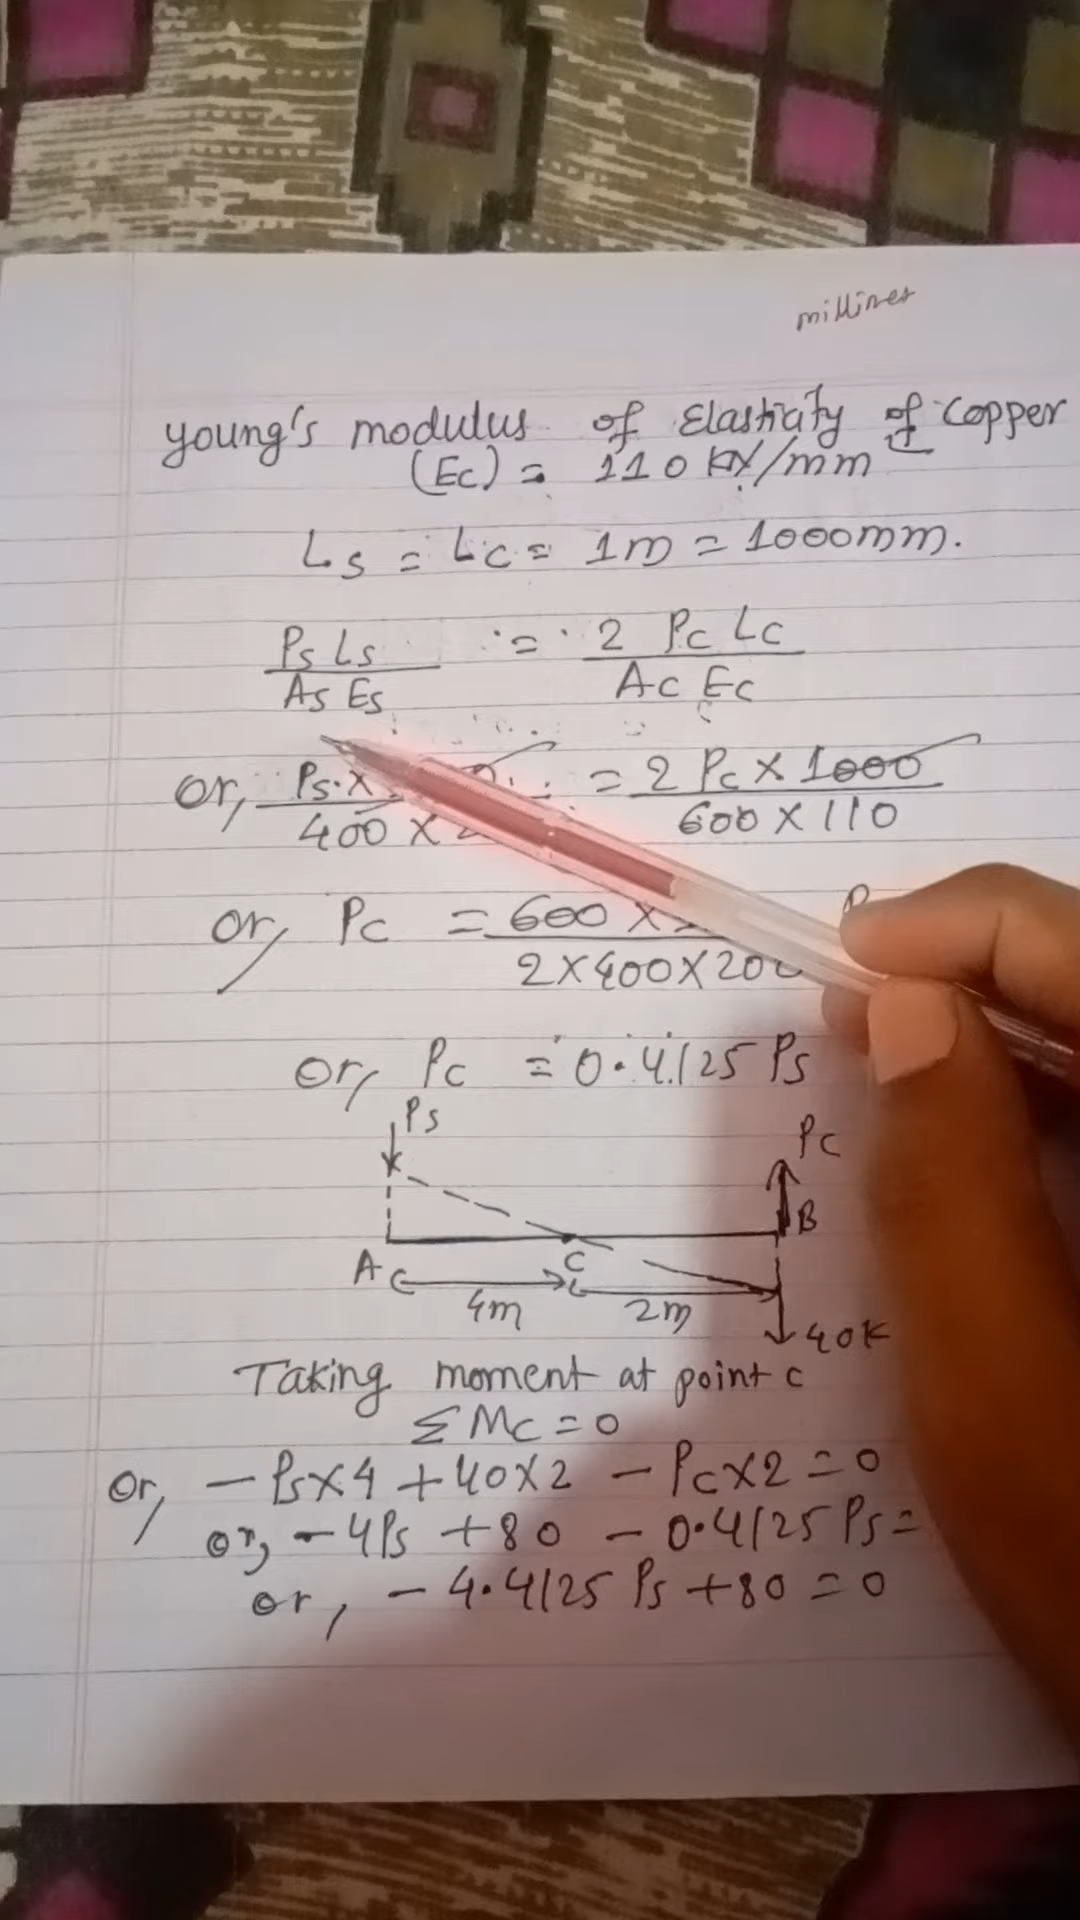 milliner
young's modulus of Elasticity of Copper
(Ec) = 110 KN/mm
Ls = Lc = 1m = 1000mm.
Ps Ls / As Es = 2 Pc Lc / Ac Ec
or, Ps × / 400 × = 2 Pc × 1000 / 600 × 110
or, Pc = 600 × / 2×400×200
or, Pc = 0.4125 Ps
Ps
Pc
B
A
C
4m
2m
40K
Taking moment at point c
ΣMc = 0
or, - Ps×4 + 40×2 - Pc×2 = 0
or, - 4Ps + 80 - 0.4125 Ps =
or, - 4.4125 Ps + 80 = 0